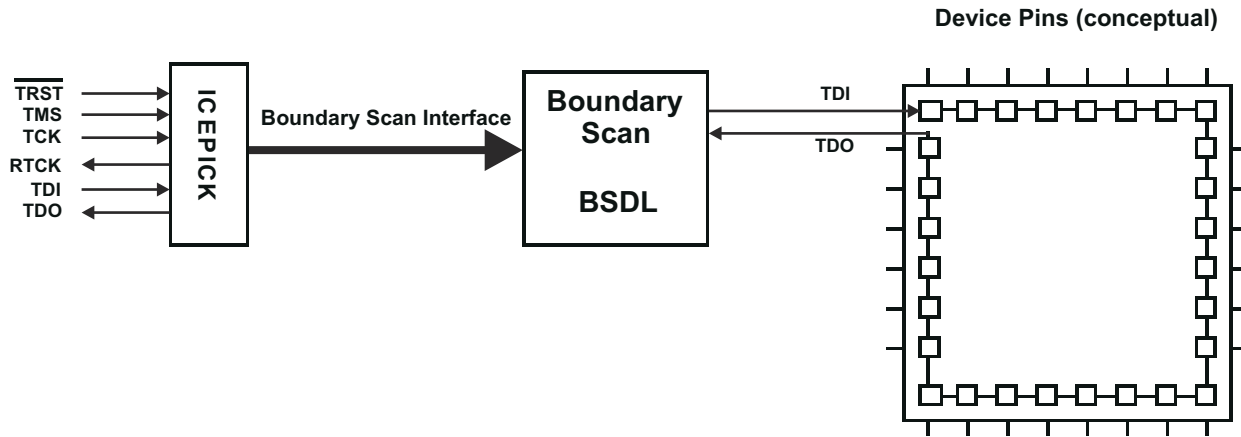 Device Pins (conceptual)
TRST
TMS
TCK
RTCK
TDI
TDO
ICEPICK
Boundary Scan Interface
Boundary
Scan
BSDL
TDI
TDO